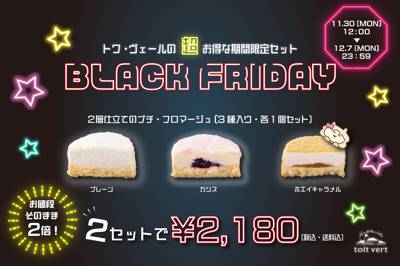 トワ・ヴェールの 超 お得な期間限定セット
11.30(MON)
12:00
▼
12.7(MON)
23:59
BLACK FRIDAY
2層仕立てのプチ・フロマージュ(3種入り・各1個セット)
プレーン
カシス
ホエイキャラメル
お値段
そのまま
2倍!
2セットで¥2,180(税込・送料込)
toit vert